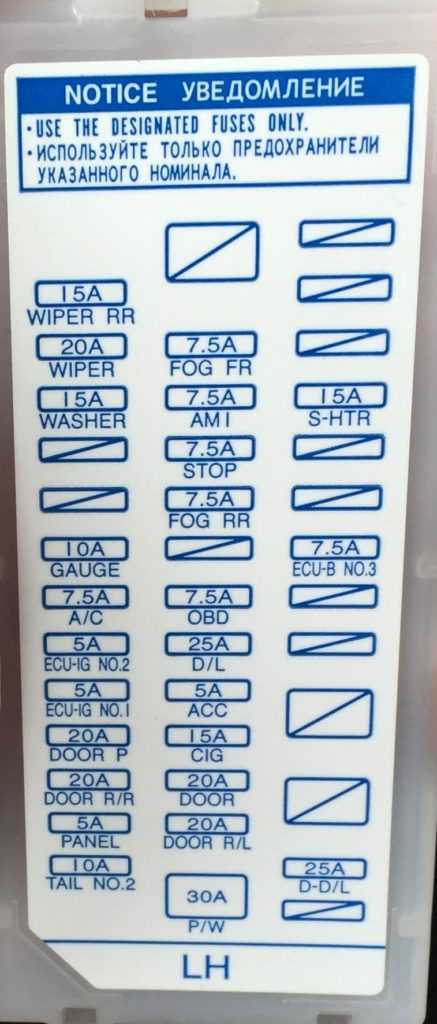 NOTICE УВЕДОМЛЕНИЕ
·USE THE DESIGNATED FUSES ONLY.
·ИСПОЛЬЗУЙТЕ ТОЛЬКО ПРЕДОХРАНИТЕЛИ
УКАЗАННОГО НОМИНАЛА.
15A
WIPER RR
20A
WIPER
15A
WASHER
10A
GAUGE
7.5A
A/C
5A
ECU-IG NO.2
5A
ECU-IG NO.1
20A
DOOR P
20A
DOOR R/R
5A
PANEL
10A
TAIL NO.2
7.5A
FOG FR
7.5A
AM1
7.5A
STOP
7.5A
FOG RR
7.5A
OBD
25A
D/L
5A
ACC
15A
CIG
20A
DOOR
20A
DOOR R/L
30A
P/W
15A
S-HTR
7.5A
ECU-B NO.3
25A
D-D/L
LH